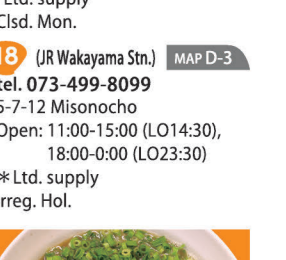 Ltd. supply
Clsd. Mon.
18 (JR Wakayama Stn.) MAP D-3
tel. 073-499-8099
5-7-12 Misonocho
Open: 11:00-15:00 (LO14:30),
18:00-0:00 (LO23:30)
*Ltd. supply
Irreg. Hol.